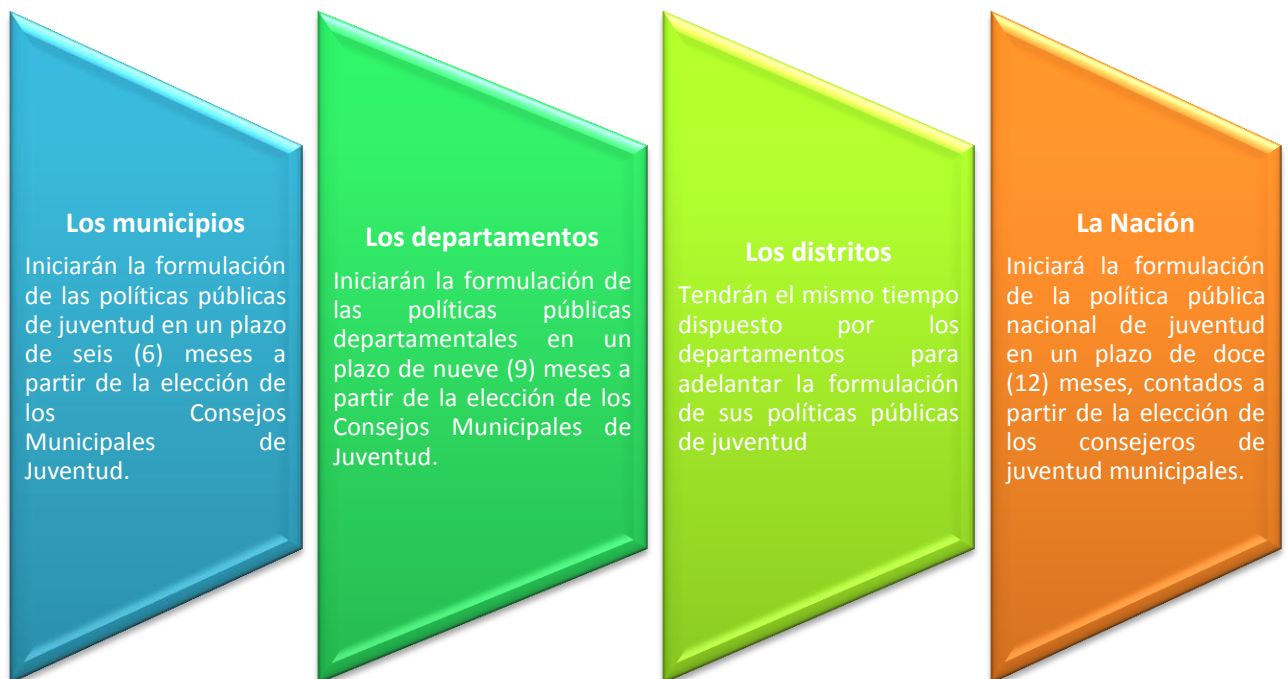 Los municipios
Iniciarán la formulación
de las políticas públicas
de juventud en un plazo
de seis (6) meses a
partir de la elección de
los Consejos
Municipales de
Juventud.
Los departamentos
Iniciarán la formulación de
las políticas públicas
departamentales en un
plazo de nueve (9) meses a
partir de la elección de los
Consejos Municipales de
Juventud.
Los distritos
Tendrán el mismo tiempo
dispuesto por los
departamentos para
adelantar la formulación
de sus políticas públicas
de juventud
La Nación
Iniciará la formulación
de la política pública
nacional de juventud
en un plazo de doce
(12) meses, contados a
partir de la elección de
los consejeros de
juventud municipales.